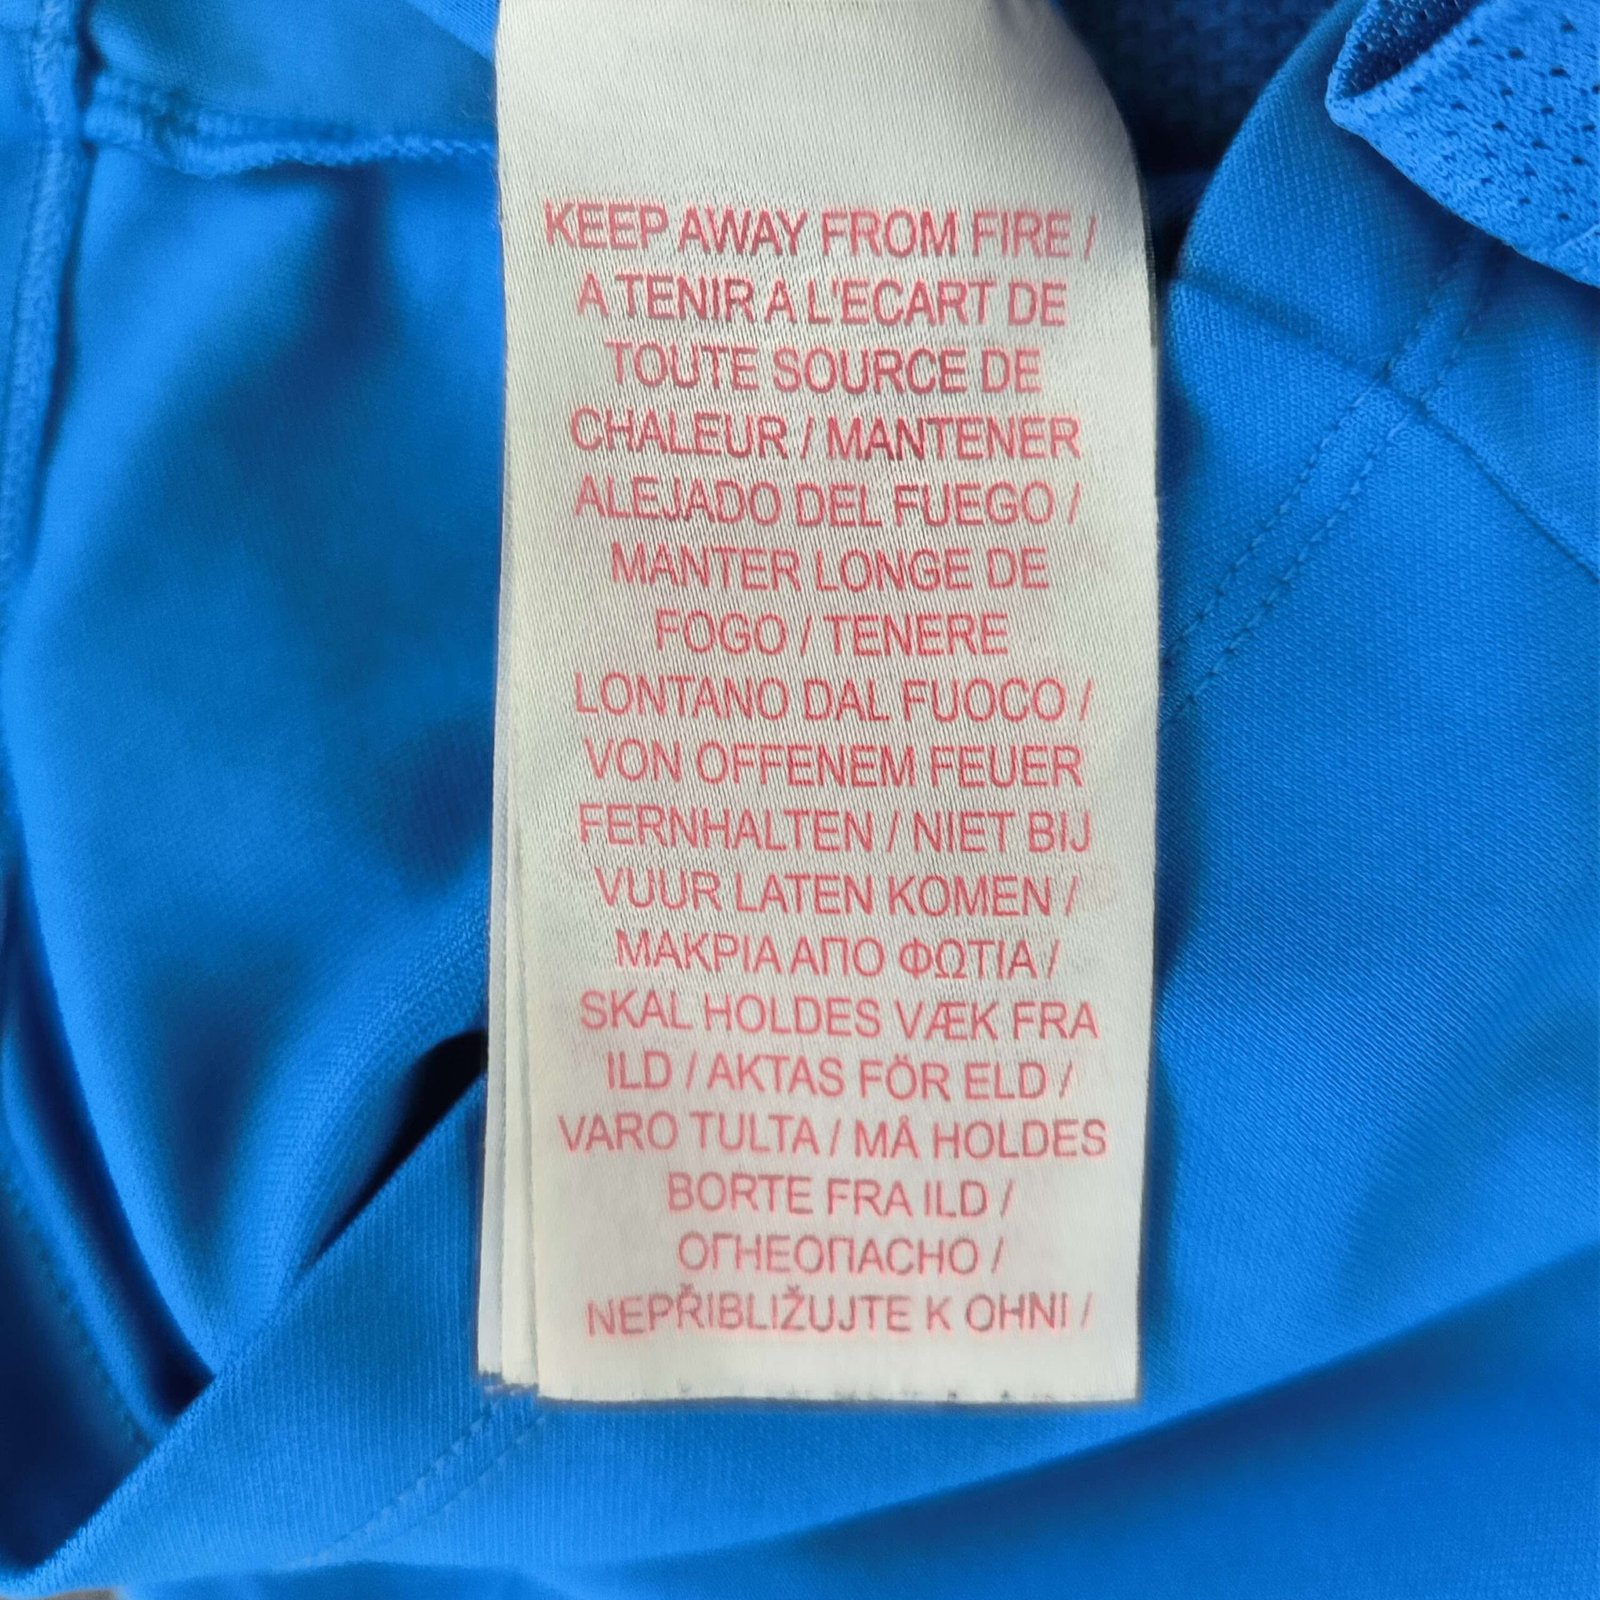 KEEP AWAY FROM FIRE /
A TENIR A L'ECART DE
TOUTE SOURCE DE
CHALEUR / MANTENER
ALEJADO DEL FUEGO /
MANTER LONGE DE
FOGO / TENERE
LONTANO DAL FUOCO /
VON OFFENEM FEUER
FERNHALTEN / NIET BIJ
VUUR LATEN KOMEN /
ΜΑΚΡΙΑ ΑΠΟ ΦΩΤΙΑ /
SKAL HOLDES VÆK FRA
ILD / AKTAS FÖR ELD /
VARO TULTA / MÅ HOLDES
BORTE FRA ILD /
ОГНЕОПАСНО /
NEPŘIBLIŽUJTE K OHNI /